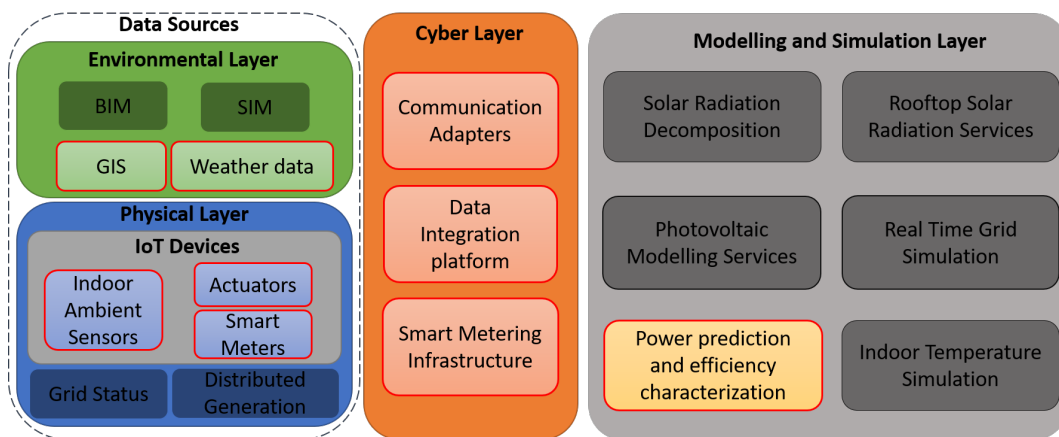 Data Sources
Environmental Layer
BIM
SIM
GIS
Weather data
Physical Layer
IoT Devices
Indoor
Ambient
Sensors
Actuators
Smart
Meters
Grid Status
Distributed
Generation
Cyber Layer
Communication
Adapters
Data
Integration
platform
Smart Metering
Infrastructure
Modelling and Simulation Layer
Solar Radiation
Decomposition
Rooftop Solar
Radiation Services
Photovoltaic
Modelling Services
Real Time Grid
Simulation
Power prediction
and efficiency
characterization
Indoor Temperature
Simulation